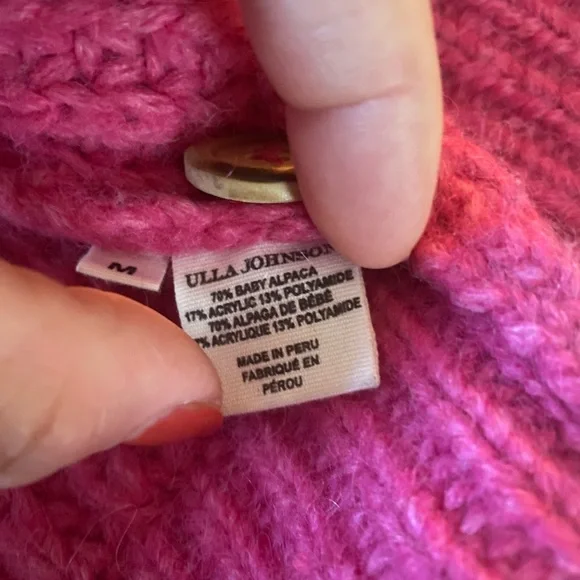 M
ULLA JOHNSON
70% BABY ALPACA
17% ACRYLIC 13% POLYAMIDE
70% ALPAGA DE BÉBÉ
7% ACRYLIQUE 13% POLYAMIDE
MADE IN PERU
FABRIQUÉ EN
PÉROU